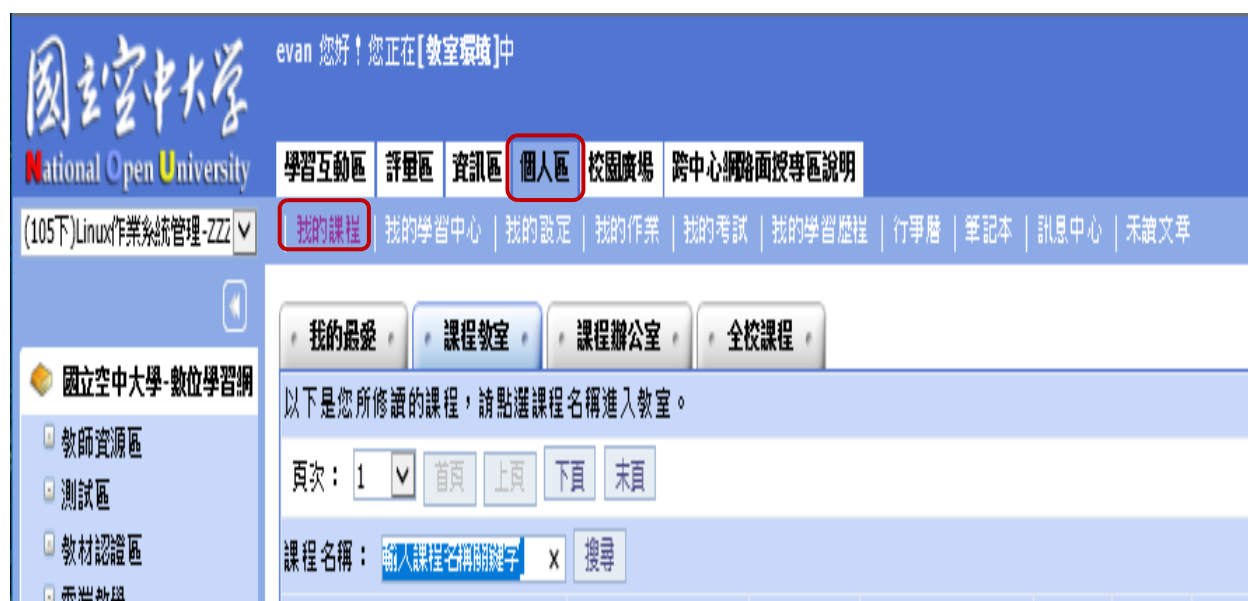 國立空中大學
National Open University
evan 您好！您正在[教室環境]中
學習互動區 評量區 資訊區 個人區 校園廣場 跨中心網路面授專區說明
(105下)Linux作業系統管理-ZZZ
我的課程 | 我的學習中心 | 我的設定 | 我的作業 | 我的考試 | 我的學習歷程 | 行事曆 | 筆記本 | 訊息中心 | 未讀文章
我的最愛 課程教室 課程辦公室 全校課程
國立空中大學-數位學習網
教師資源區
測試區
教材認證區
雲端教學
以下是您所修讀的課程，請點選課程名稱進入教室。
頁次： 1 首頁 上頁 下頁 末頁
課程名稱： 輸入課程名稱關鍵字 x 搜尋